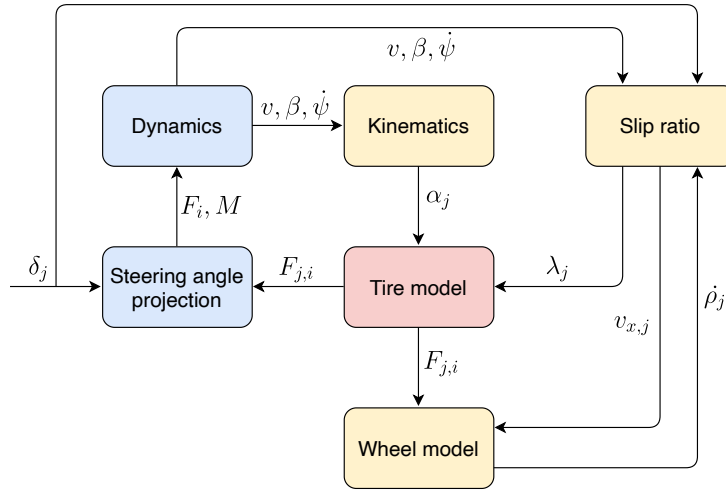 v, β, ψ̇
Dynamics
v, β, ψ̇
Kinematics
Slip ratio
F_i, M
α_j
δ_j
Steering angle
projection
F_{j,i}
Tire model
λ_j
v_{x,j}
ρ̇_j
F_{j,i}
Wheel model